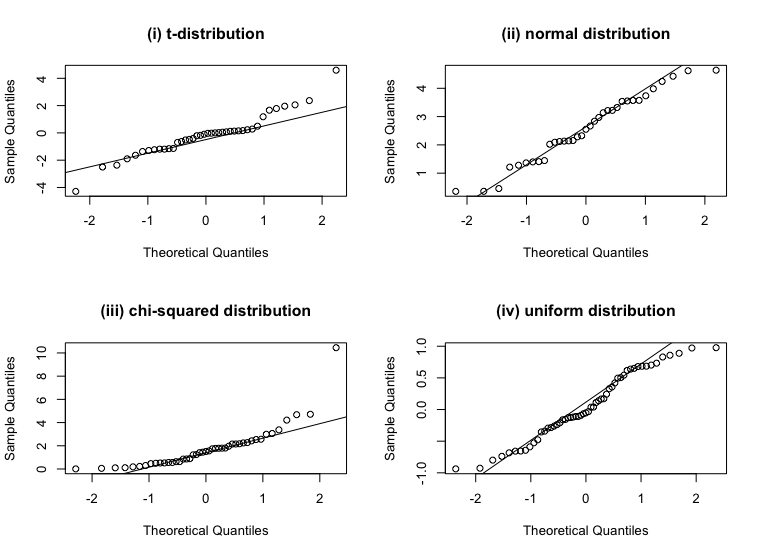 (i) t-distribution
Sample Quantiles
4
2
0
-2
-4
-2 -1 0 1 2
Theoretical Quantiles
(ii) normal distribution
Sample Quantiles
4
3
2
1
-2 -1 0 1 2
Theoretical Quantiles
(iii) chi-squared distribution
Sample Quantiles
10
8
6
4
2
0
-2 -1 0 1 2
Theoretical Quantiles
(iv) uniform distribution
Sample Quantiles
1.0
0.5
0.0
-1.0
-2 -1 0 1 2
Theoretical Quantiles